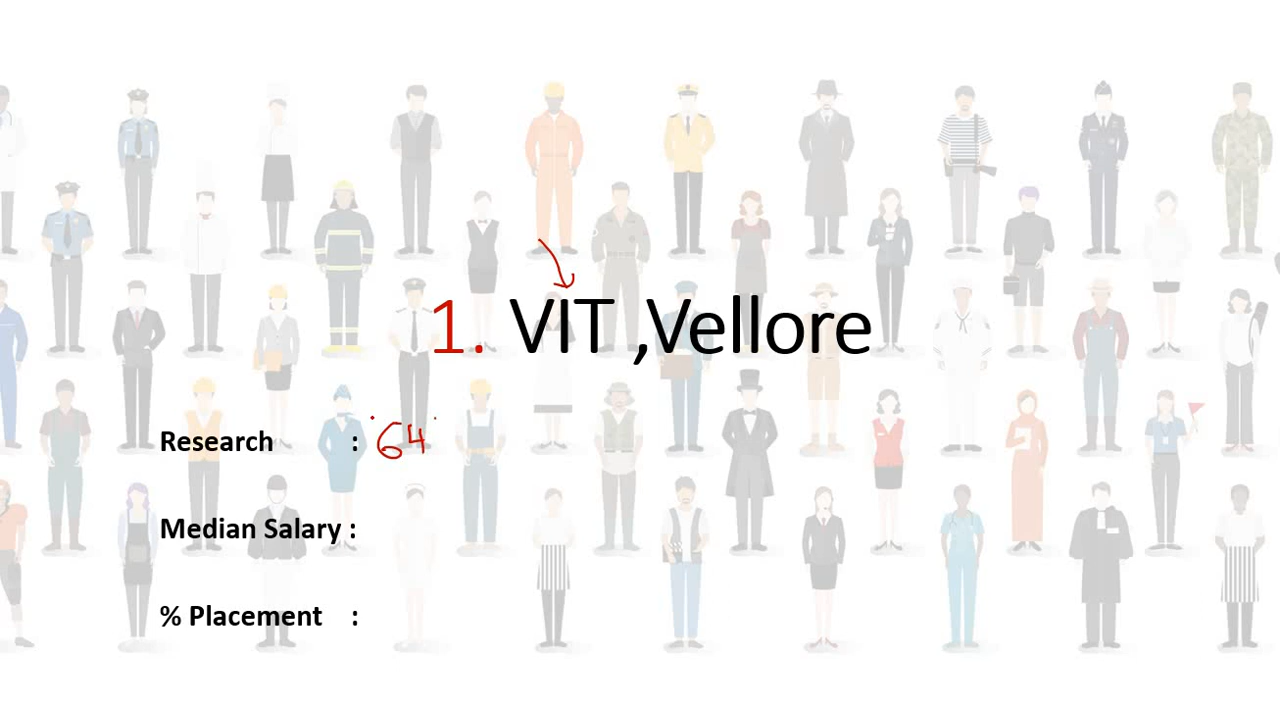 1. VIT ,Vellore
Research : 64
Median Salary :
% Placement :